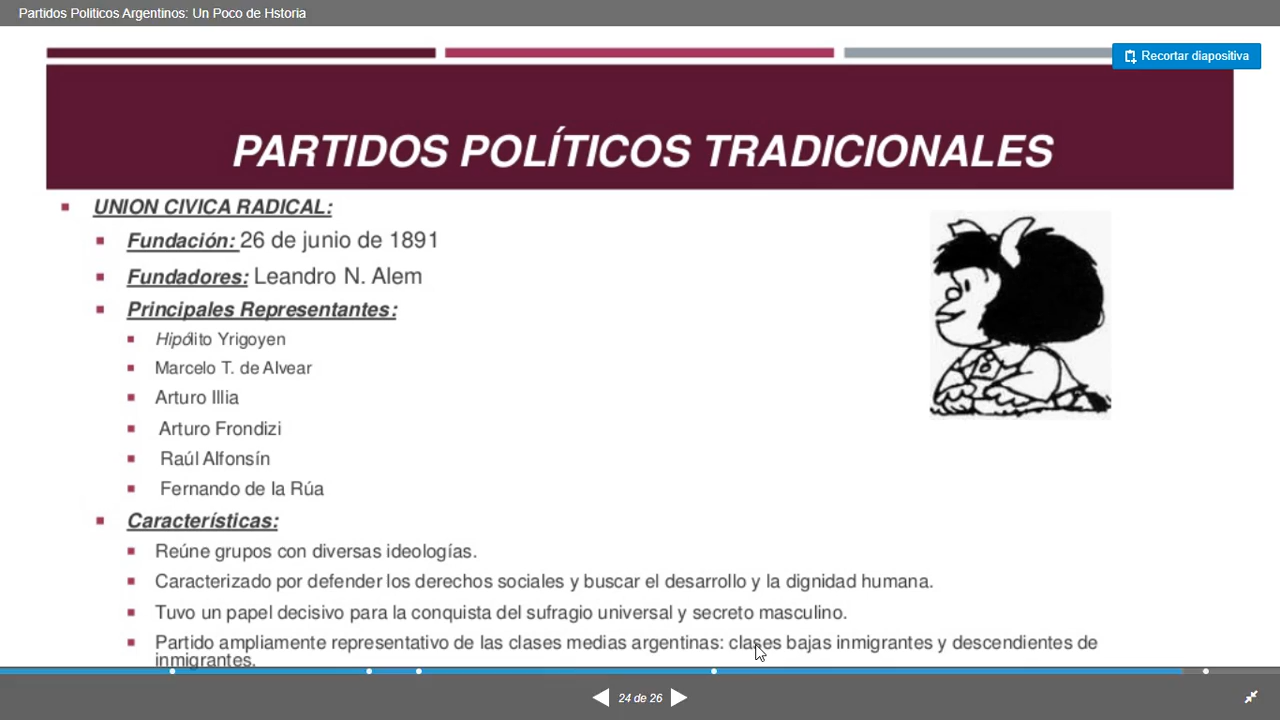 Partidos Politicos Argentinos: Un Poco de Hstoria
Recortar diapositiva
PARTIDOS POLÍTICOS TRADICIONALES
UNION CIVICA RADICAL:
Fundación: 26 de junio de 1891
Fundadores: Leandro N. Alem
Principales Representantes:
Hipólito Yrigoyen
Marcelo T. de Alvear
Arturo Illia
Arturo Frondizi
Raúl Alfonsín
Fernando de la Rúa
Características:
Reúne grupos con diversas ideologías.
Caracterizado por defender los derechos sociales y buscar el desarrollo y la dignidad humana.
Tuvo un papel decisivo para la conquista del sufragio universal y secreto masculino.
Partido ampliamente representativo de las clases medias argentinas: clases bajas inmigrantes y descendientes de
inmigrantes.
24 de 26